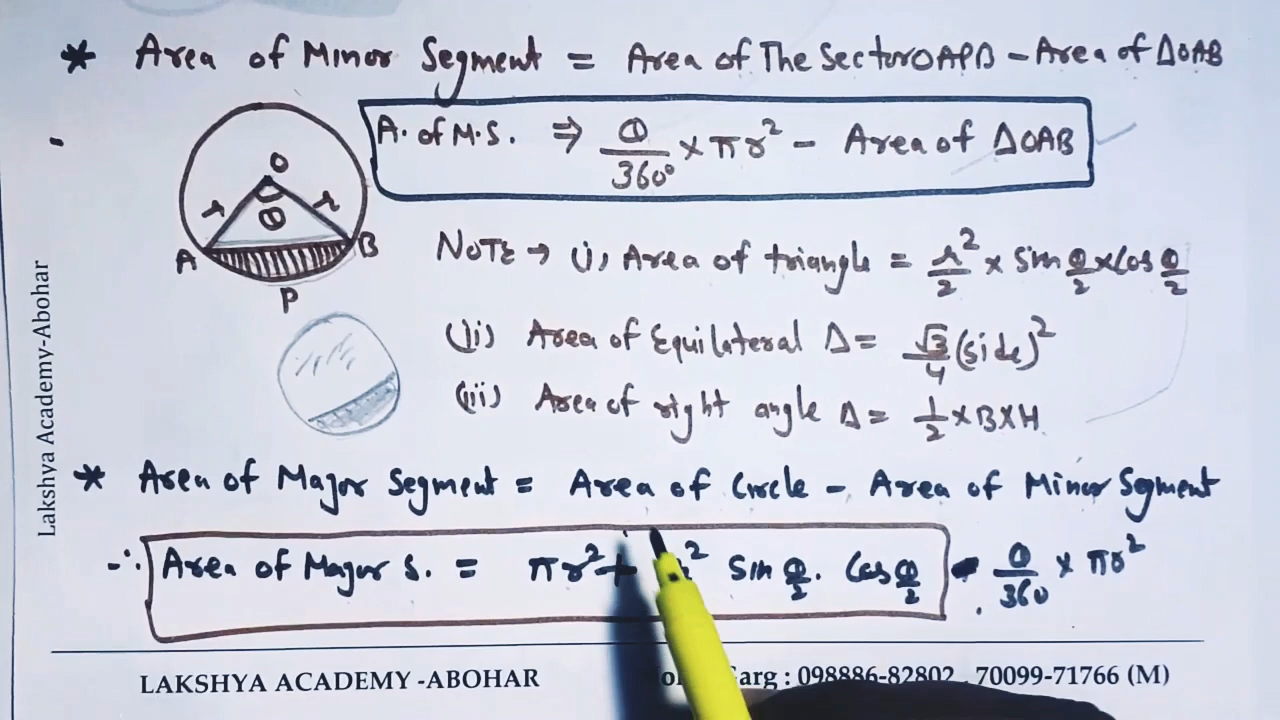 * Area of Minor Segment = Area of The Sector OAPB - Area of ΔOAB
A. of M.S. ⇒ θ/360° × πr² - Area of ΔOAB
O
r θ r
A B
P
NOTE → (i) Area of triangle = r²/2 × Sin θ/2 × Cos θ/2
(ii) Area of Equilateral Δ = √3/4 (side)²
(iii) Area of right angle Δ = 1/2 × B × H
* Area of Major Segment = Area of Circle - Area of Minor Segment
∴ Area of Major S. = πr² + r² Sin θ/2 . Cos θ/2 - θ/360 × πr²
LAKSHYA ACADEMY -ABOHAR Garg : 098886-82802, 70099-71766 (M)
Lakshya Academy-Abohar